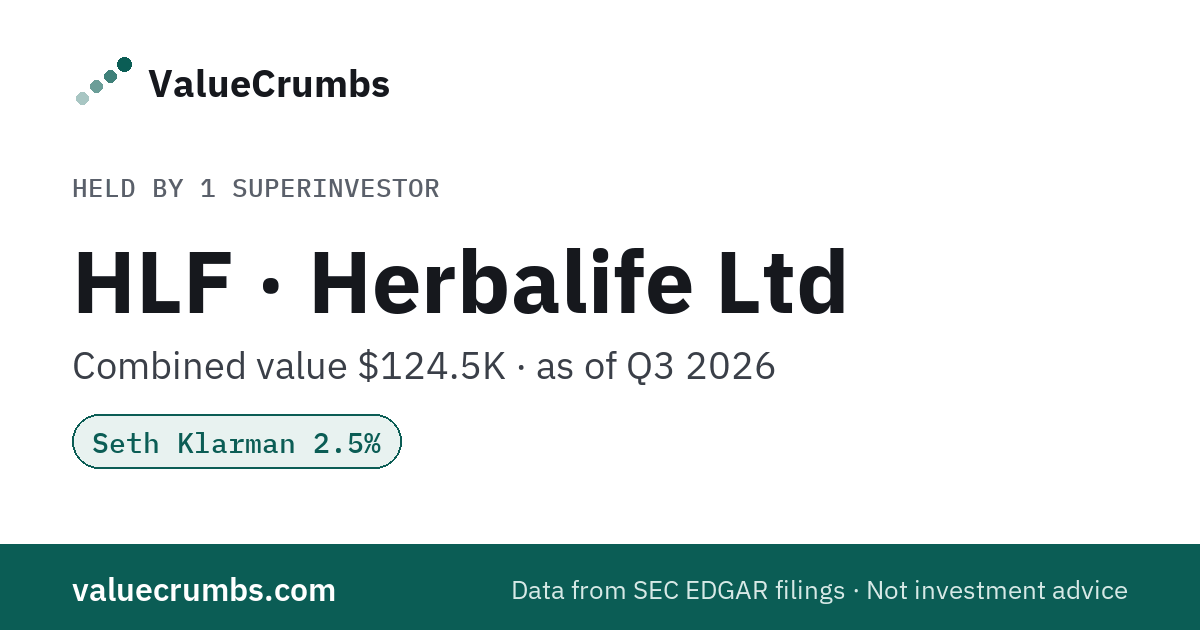 ValueCrumbs
HELD BY 1 SUPERINVESTOR
HLF · Herbalife Ltd
Combined value $124.5K · as of Q3 2026
Seth Klarman 2.5%
valuecrumbs.com
Data from SEC EDGAR filings · Not investment advice